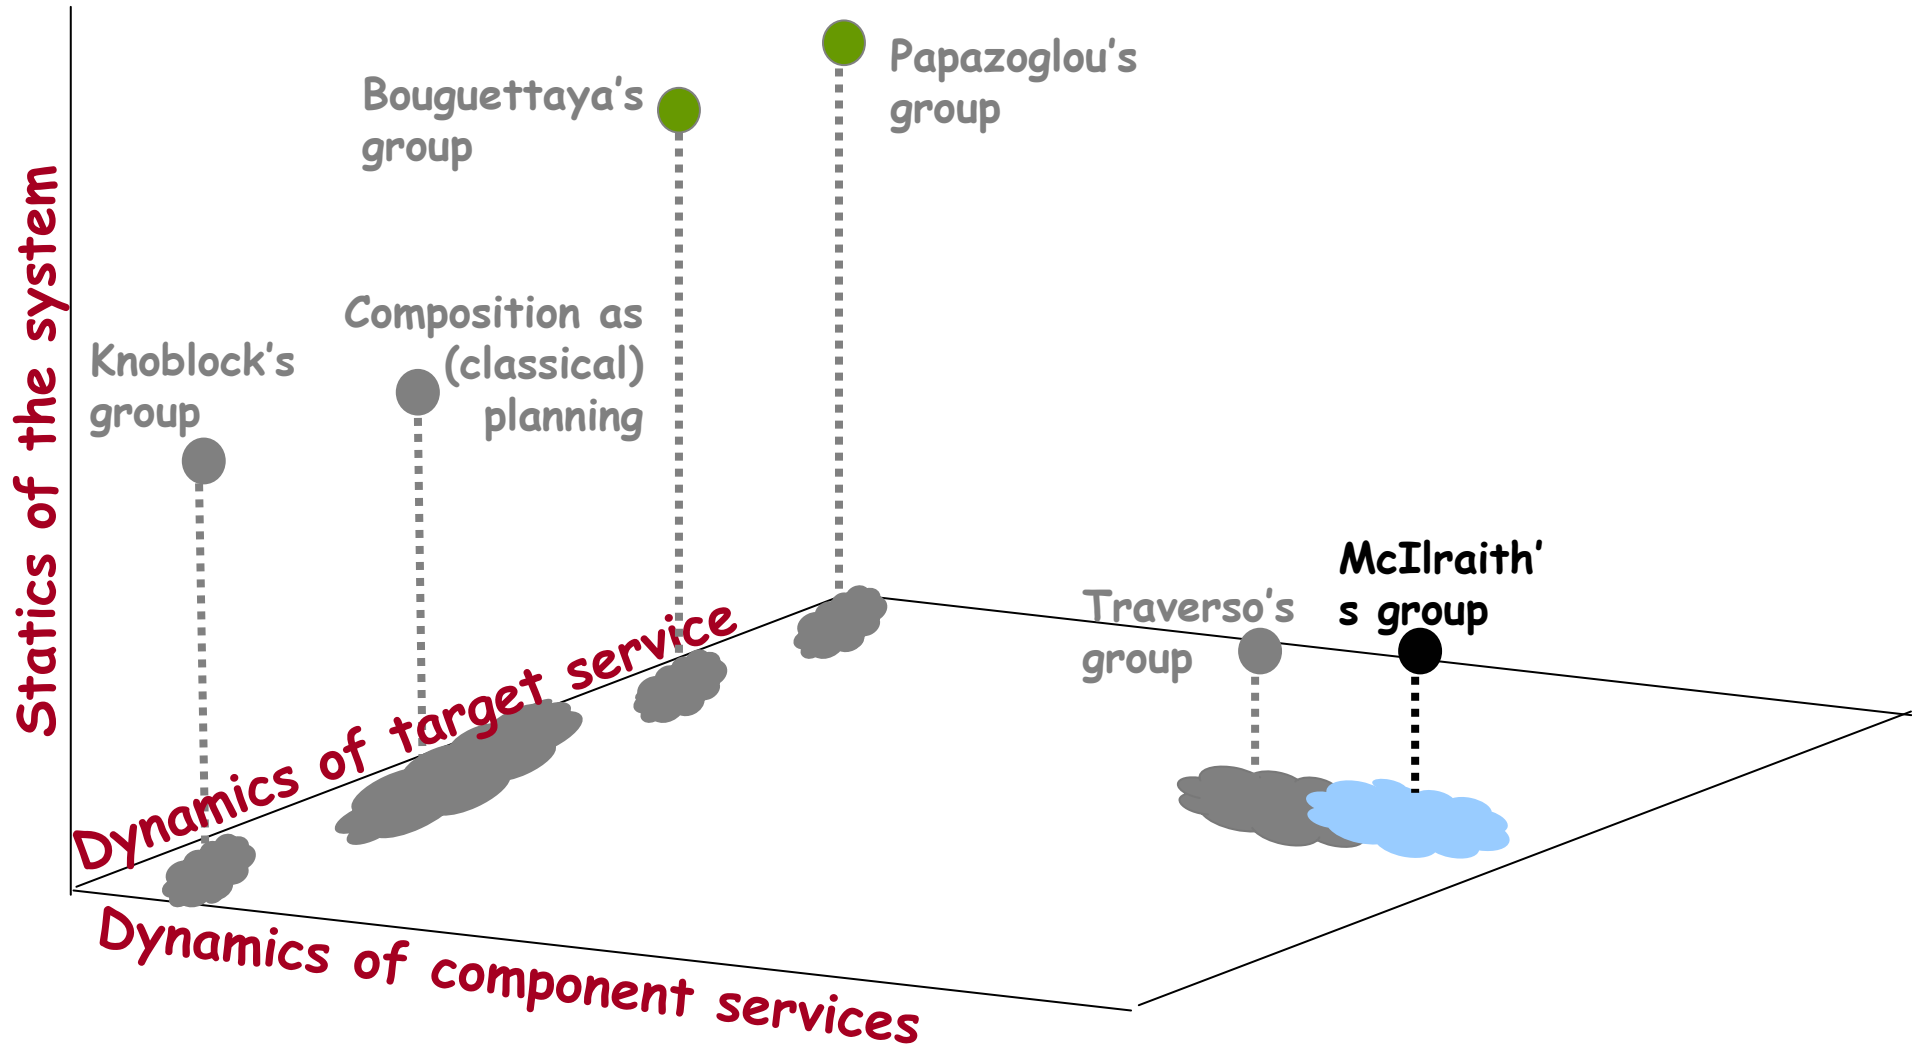 Papazoglou's
group
Bouguettaya's
group
Composition as
(classical)
planning
Knoblock's
group
McIlraith'
s group
Traverso's
group
Statics of the system
Dynamics of target service
Dynamics of component services